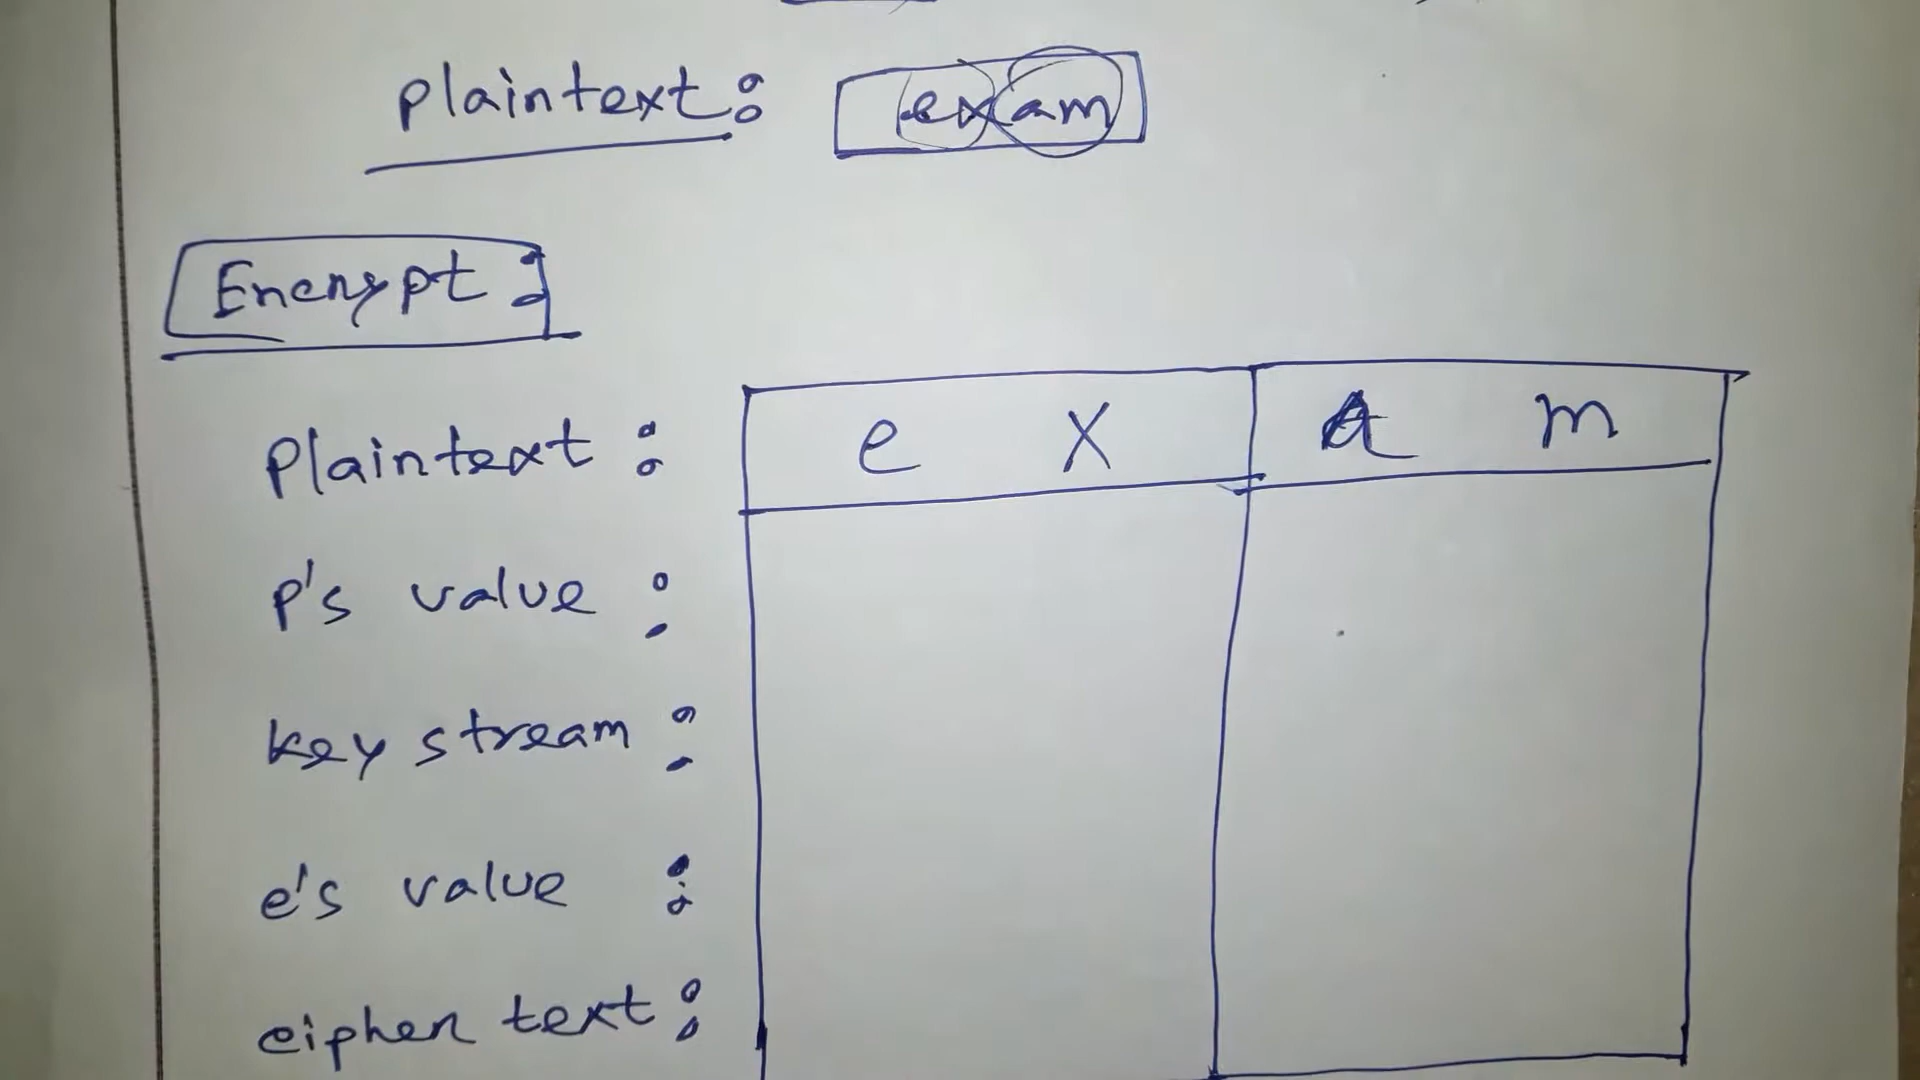 plaintext: exam
Encrypt:
Plaintext: e x a m
p's value:
key stream:
c's value:
cipher text: